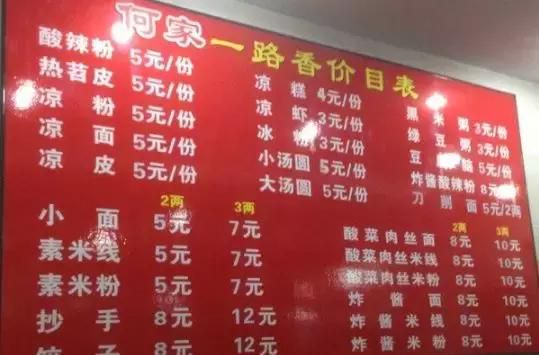 何家一路香价目表
酸辣粉 5元/份
热苕皮 5元/份
凉粉 5元/份
凉面 5元/份
凉皮 5元/份
凉糕 4元/份
凉虾 3元/份
冰粉 3元/份
小汤圆 5元/份
大汤圆 5元/份
黑米粥 3元/份
绿豆粥 3元/份
豆 脑 5元/份
炸酱酸辣粉 8元/
刀削面 5元/2两
2两 3两
小面 5元 7元
素米线 5元 7元
素米粉 5元 7元
抄手 8元 12元
饺子 8元 12元
2两 3两
酸菜肉丝面 8元 10元
酸菜肉丝米线 8元 10元
酸菜肉丝米粉 8元 10元
炸酱面 8元 10元
炸酱米线 8元 10元
炸酱米粉 8元 10元